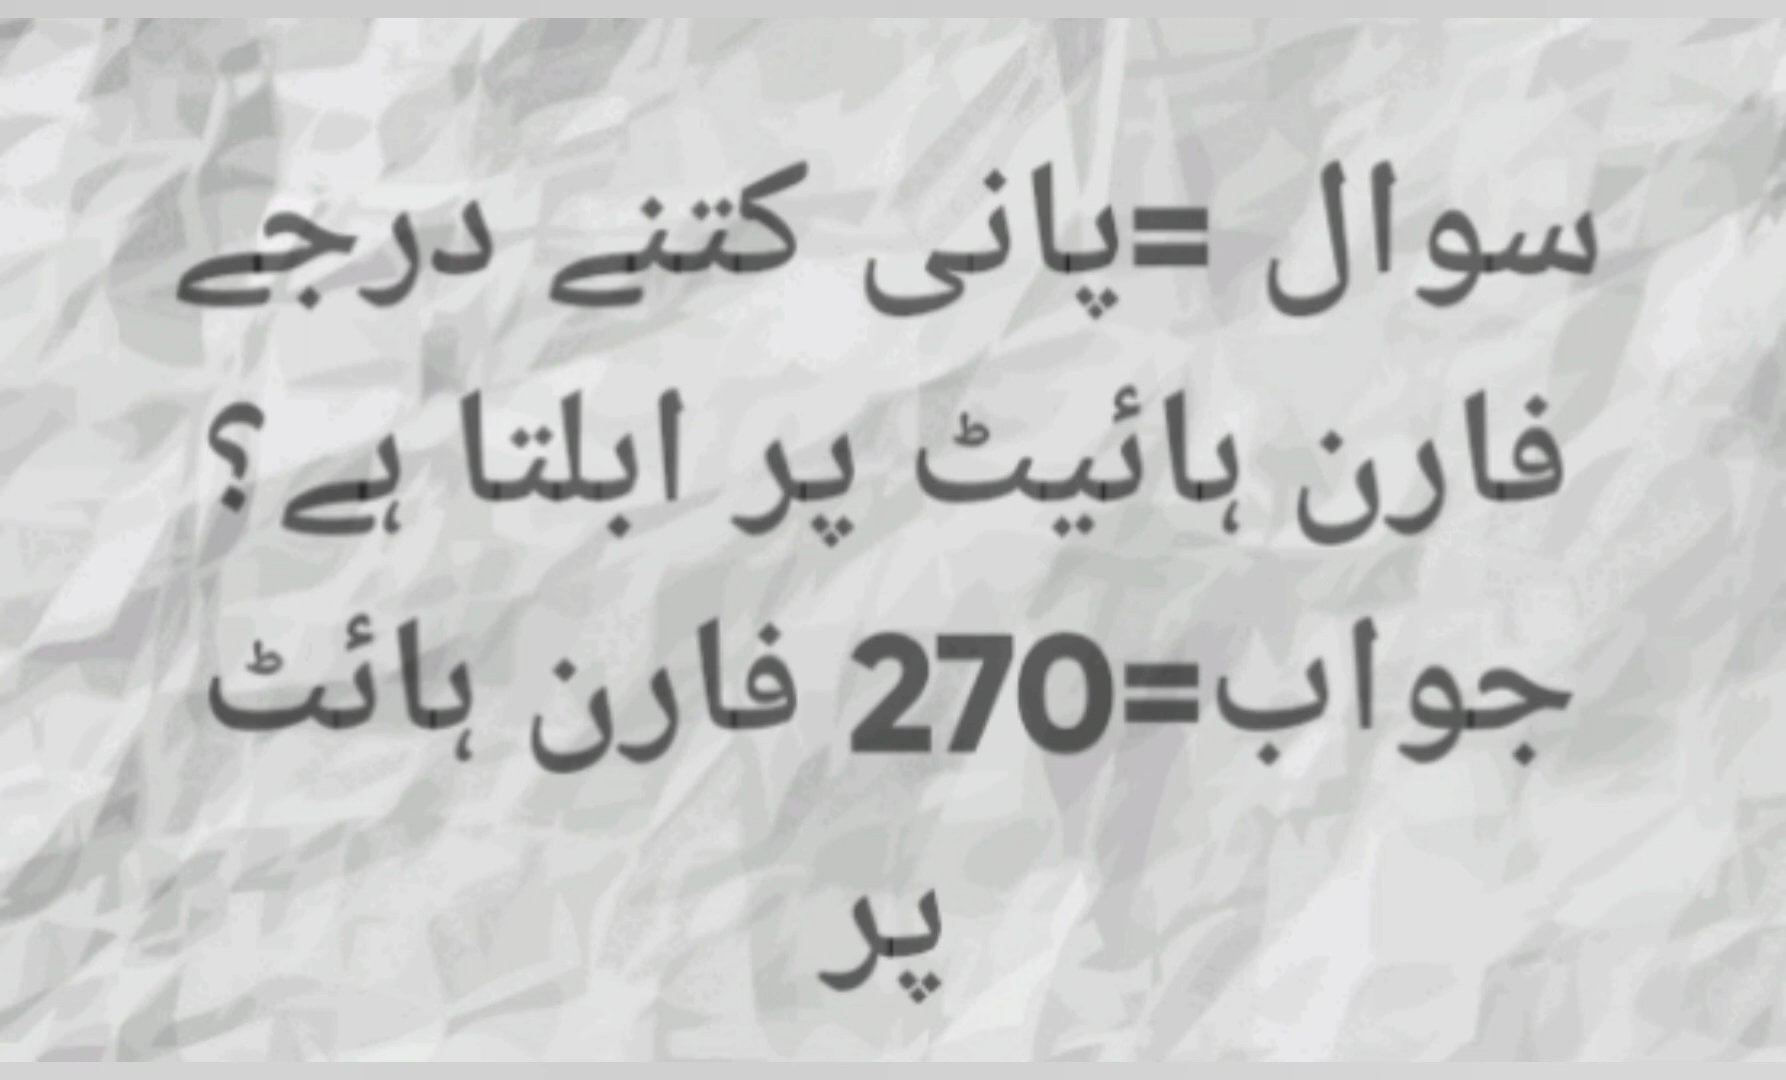 سوال =پانی کتنے درجے
فارن ہائیٹ پر ابلتا ہے؟
جواب=270 فارن ہائٹ
پر